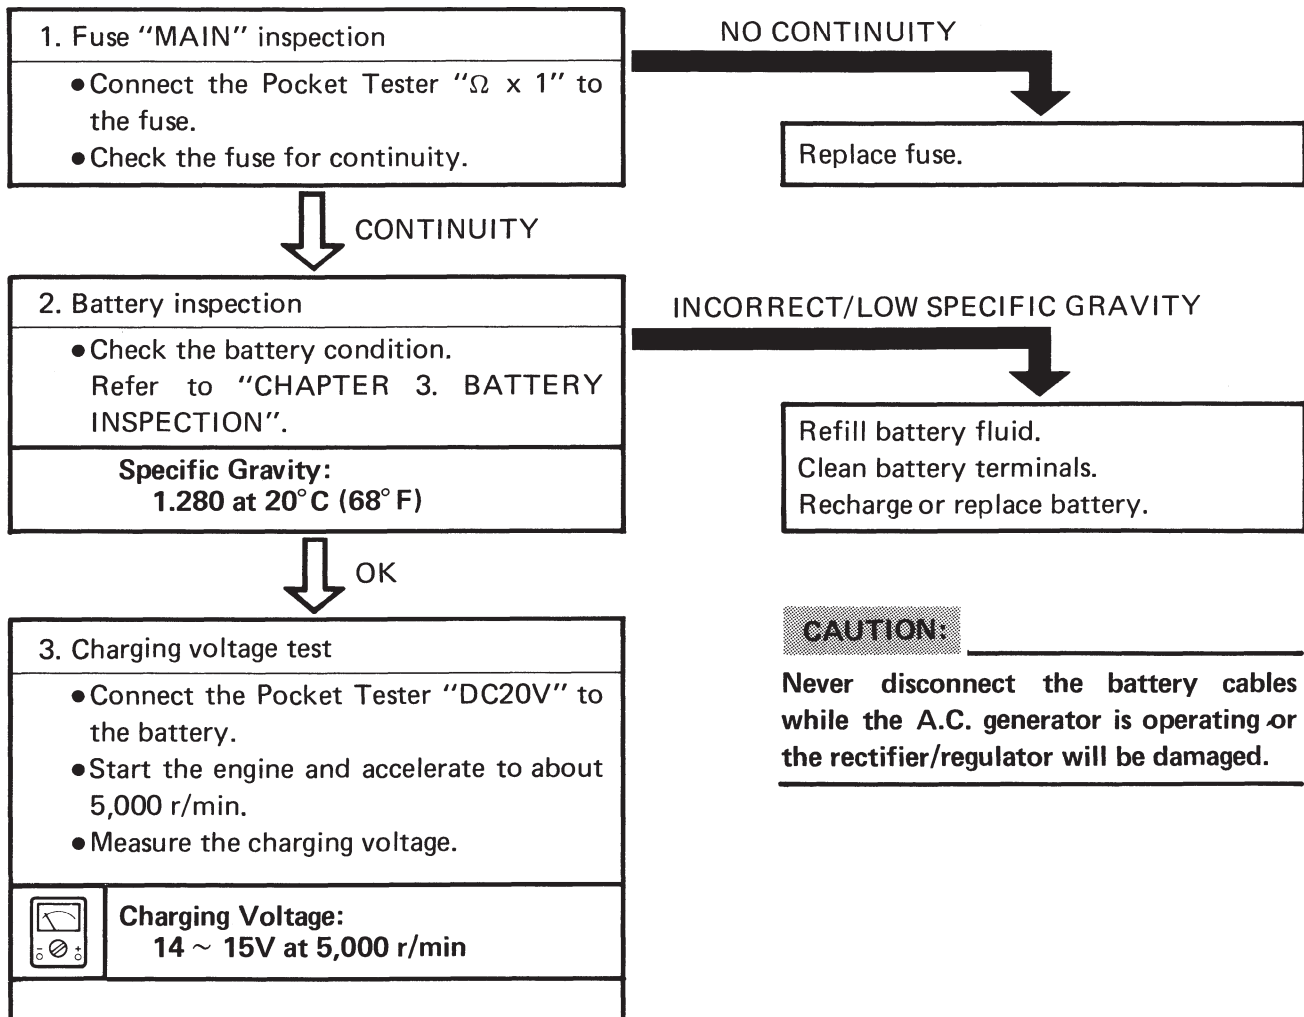 1. Fuse “MAIN” inspection
● Connect the Pocket Tester “Ω x 1” to
the fuse.
● Check the fuse for continuity.
NO CONTINUITY
Replace fuse.
CONTINUITY
2. Battery inspection
● Check the battery condition.
Refer to “CHAPTER 3. BATTERY
INSPECTION”.
Specific Gravity:
1.280 at 20°C (68°F)
INCORRECT/LOW SPECIFIC GRAVITY
Refill battery fluid.
Clean battery terminals.
Recharge or replace battery.
OK
3. Charging voltage test
● Connect the Pocket Tester “DC20V” to
the battery.
● Start the engine and accelerate to about
5,000 r/min.
● Measure the charging voltage.
Charging Voltage:
14 ~ 15V at 5,000 r/min
CAUTION:
Never disconnect the battery cables
while the A.C. generator is operating or
the rectifier/regulator will be damaged.